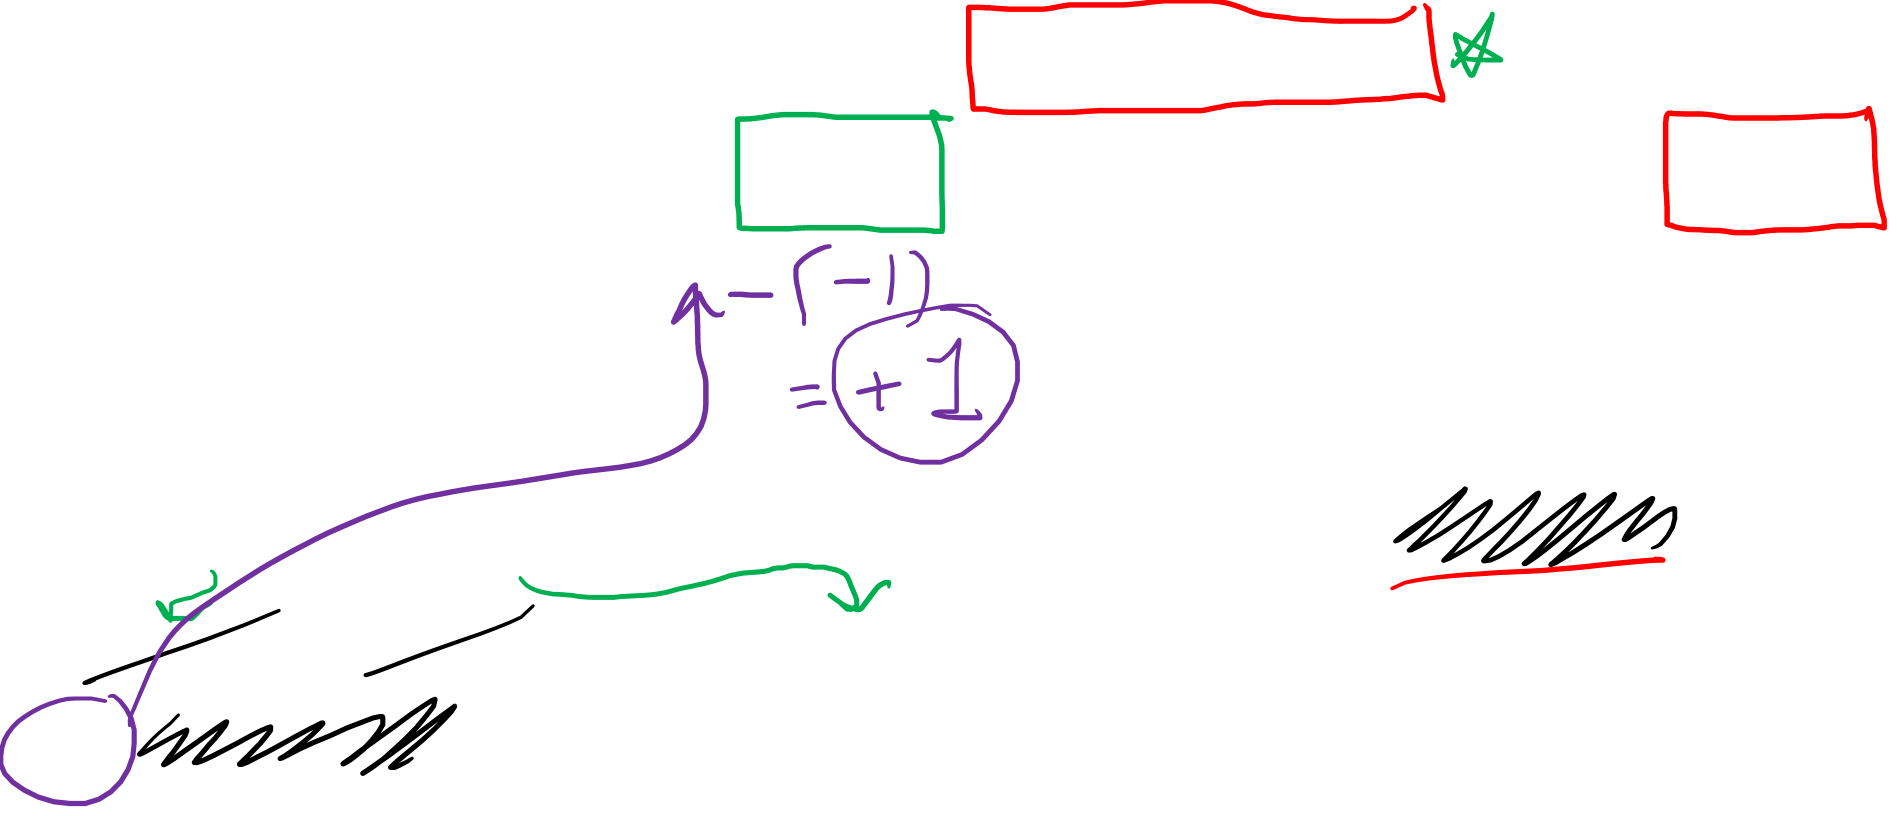 -(-1)
= +1